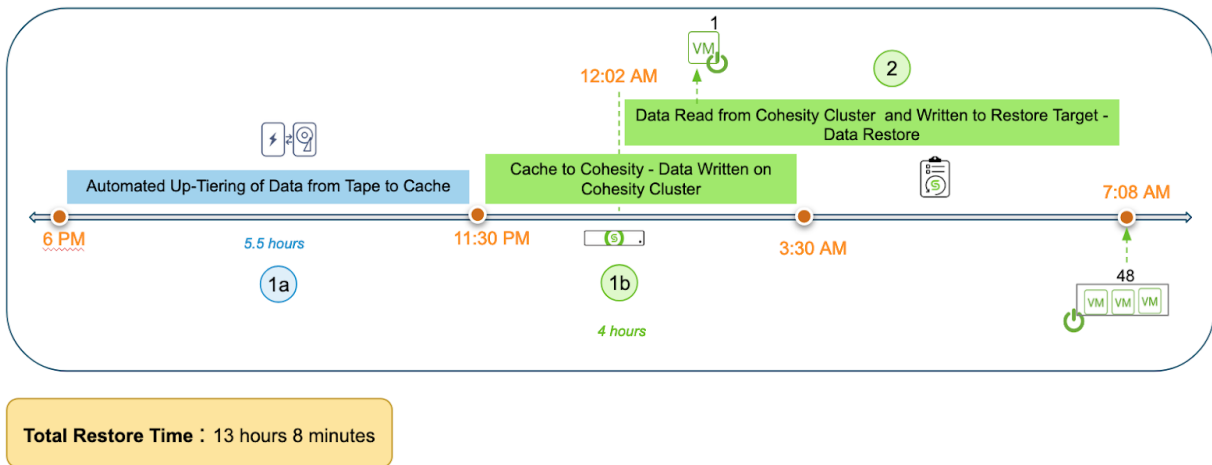 1
VM
12:02 AM
2
Data Read from Cohesity Cluster and Written to Restore Target -
Data Restore
Automated Up-Tiering of Data from Tape to Cache
Cache to Cohesity - Data Written on
Cohesity Cluster
7:08 AM
6 PM
5.5 hours
11:30 PM
3:30 AM
1a
1b
48
VM VM VM
4 hours
Total Restore Time : 13 hours 8 minutes